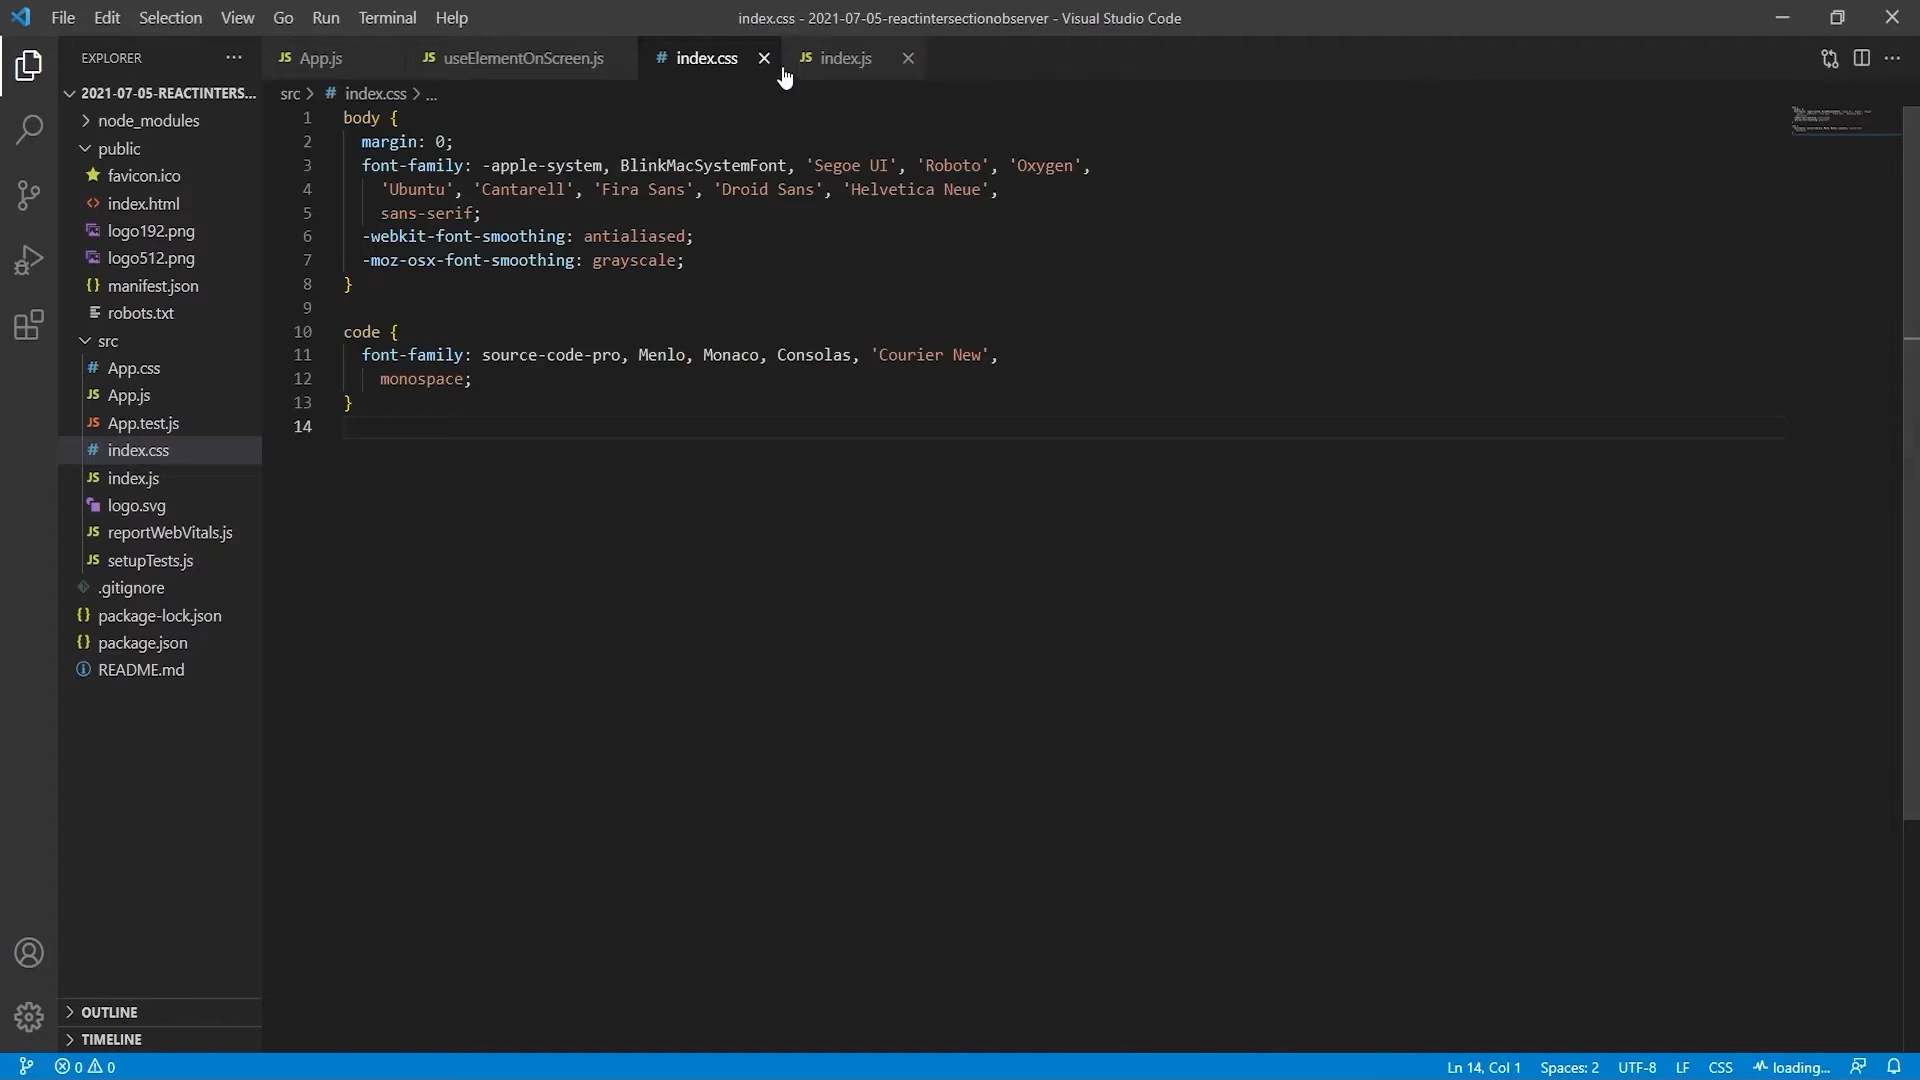 File Edit Selection View Go Run Terminal Help
index.css - 2021-07-05-reactintersectionobserver - Visual Studio Code
EXPLORER
JS App.js
JS useElementOnScreen.js
# index.css
JS index.js
2021-07-05-REACTINTERS...
src > # index.css > ...
node_modules
public
favicon.ico
index.html
logo192.png
logo512.png
{} manifest.json
robots.txt
src
# App.css
JS App.js
JS App.test.js
# index.css
JS index.js
logo.svg
JS reportWebVitals.js
JS setupTests.js
.gitignore
{} package-lock.json
{} package.json
README.md
OUTLINE
TIMELINE
1 body {
2 margin: 0;
3 font-family: -apple-system, BlinkMacSystemFont, 'Segoe UI', 'Roboto', 'Oxygen',
4 'Ubuntu', 'Cantarell', 'Fira Sans', 'Droid Sans', 'Helvetica Neue',
5 sans-serif;
6 -webkit-font-smoothing: antialiased;
7 -moz-osx-font-smoothing: grayscale;
8 }
9
10 code {
11 font-family: source-code-pro, Menlo, Monaco, Consolas, 'Courier New',
12 monospace;
13 }
14
0 0
Ln 14, Col 1 Spaces: 2 UTF-8 LF CSS loading...